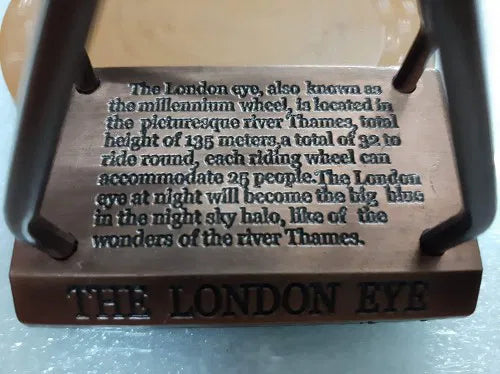 The London eye, also known as
the millennium wheel, is located in
the picturesque river Thames, total
height of 135 meters,a total of 32 to
ride round, each riding wheel can
accommodate 25 people.The London
eye at night will become the big blue
in the night sky halo, like of the
wonders of the river Thames.
THE LONDON EYE